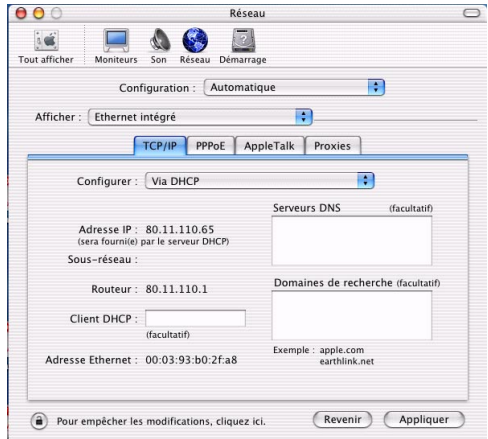 Réseau
Tout afficher Moniteurs Son Réseau Démarrage
Configuration : Automatique
Afficher : Ethernet intégré
TCP/IP PPPoE AppleTalk Proxies
Configurer : Via DHCP
Serveurs DNS (facultatif)
Adresse IP : 80.11.110.65
(sera fourni(e) par le serveur DHCP)
Sous-réseau :
Routeur : 80.11.110.1
Domaines de recherche (facultatif)
Client DHCP :
(facultatif)
Exemple : apple.com
earthlink.net
Adresse Ethernet : 00:03:93:b0:2f:a8
Pour empêcher les modifications, cliquez ici.
Revenir Appliquer